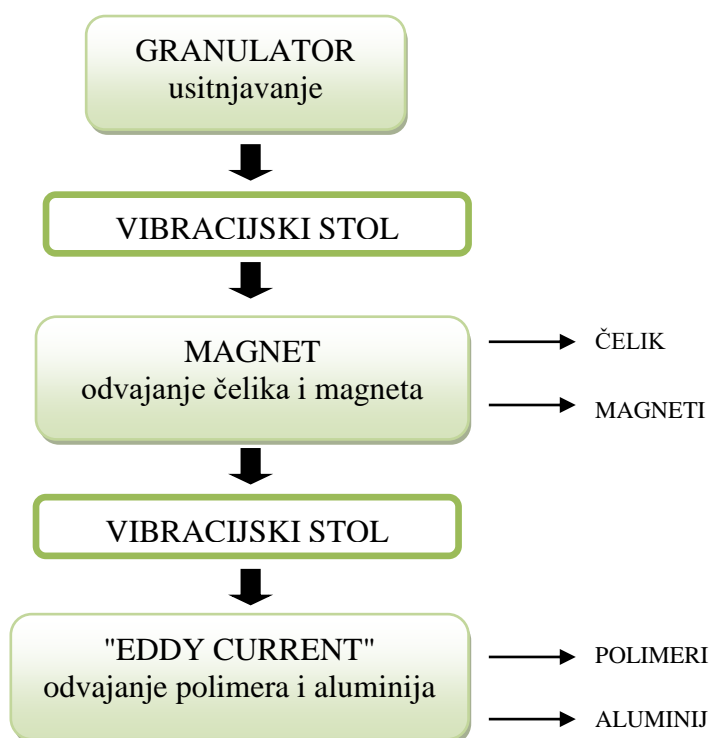 GRANULATOR
usitnjavanje
VIBRACIJSKI STOL
MAGNET
odvajanje čelika i magneta
ČELIK
MAGNETI
VIBRACIJSKI STOL
"EDDY CURRENT"
odvajanje polimera i aluminija
POLIMERI
ALUMINIJ